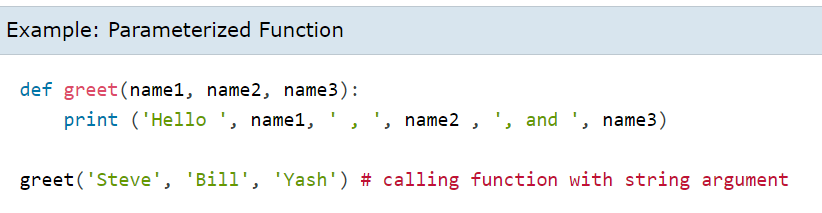 Example: Parameterized Function
def greet(name1, name2, name3):
    print ('Hello ', name1, ' , ', name2 , ', and ', name3)
greet('Steve', 'Bill', 'Yash') # calling function with string argument